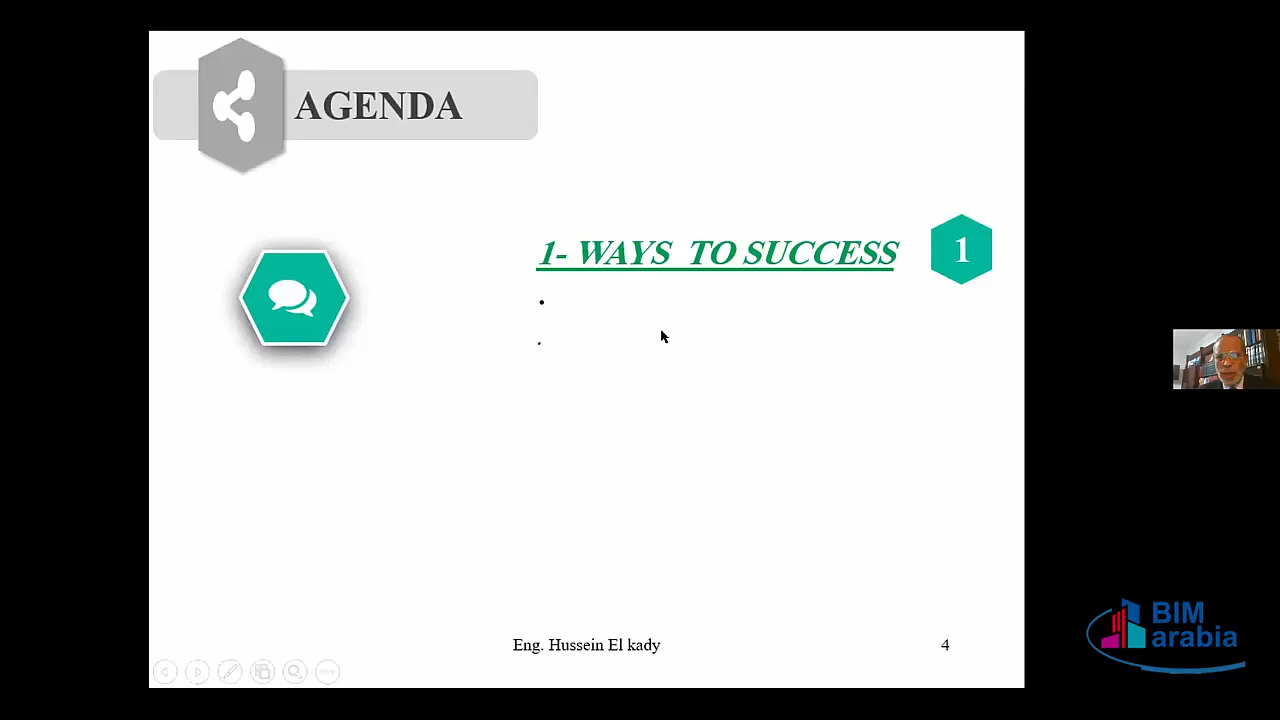 AGENDA
1- WAYS TO SUCCESS
1
Eng. Hussein El kady
4
BIM
arabia